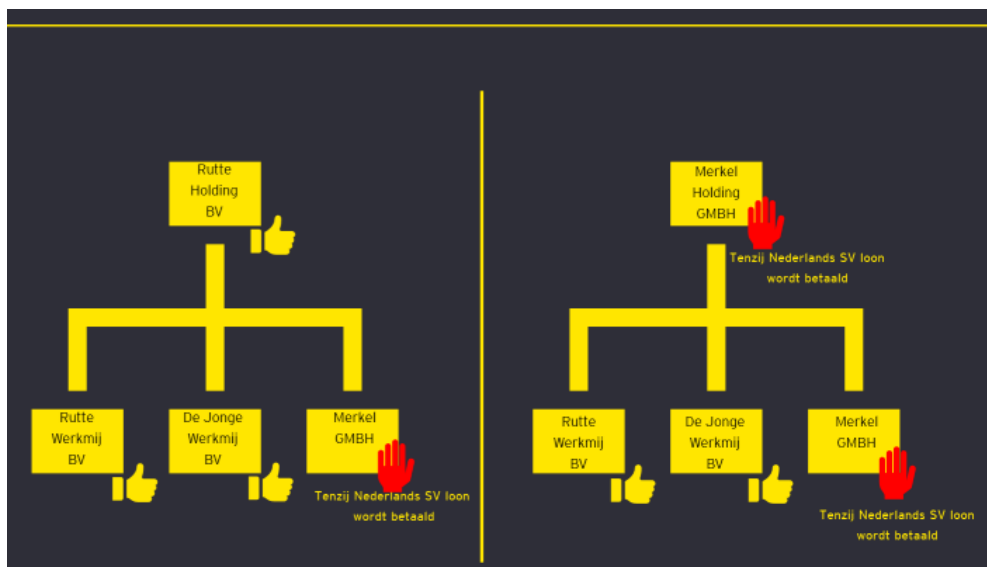 Rutte
Holding
BV
Rutte
Werkmij
BV
De Jonge
Werkmij
BV
Merkel
GMBH
Tenzij Nederlands SV loon
wordt betaald
Merkel
Holding
GMBH
Tenzij Nederlands SV loon
wordt betaald
Rutte
Werkmij
BV
De Jonge
Werkmij
BV
Merkel
GMBH
Tenzij Nederlands SV loon
wordt betaald